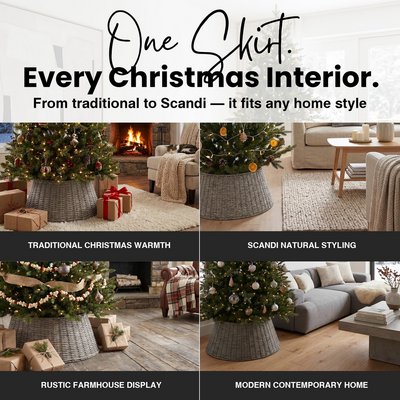 One Skirt.
Every Christmas Interior.
From traditional to Scandi — it fits any home style
TRADITIONAL CHRISTMAS WARMTH
SCANDI NATURAL STYLING
RUSTIC FARMHOUSE DISPLAY
MODERN CONTEMPORARY HOME